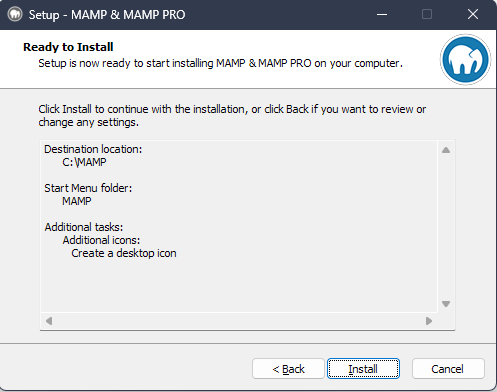 Setup - MAMP & MAMP PRO
Ready to Install
Setup is now ready to start installing MAMP & MAMP PRO on your computer.
Click Install to continue with the installation, or click Back if you want to review or
change any settings.
Destination location:
C:\MAMP
Start Menu folder:
MAMP
Additional tasks:
Additional icons:
Create a desktop icon
< Back
Install
Cancel